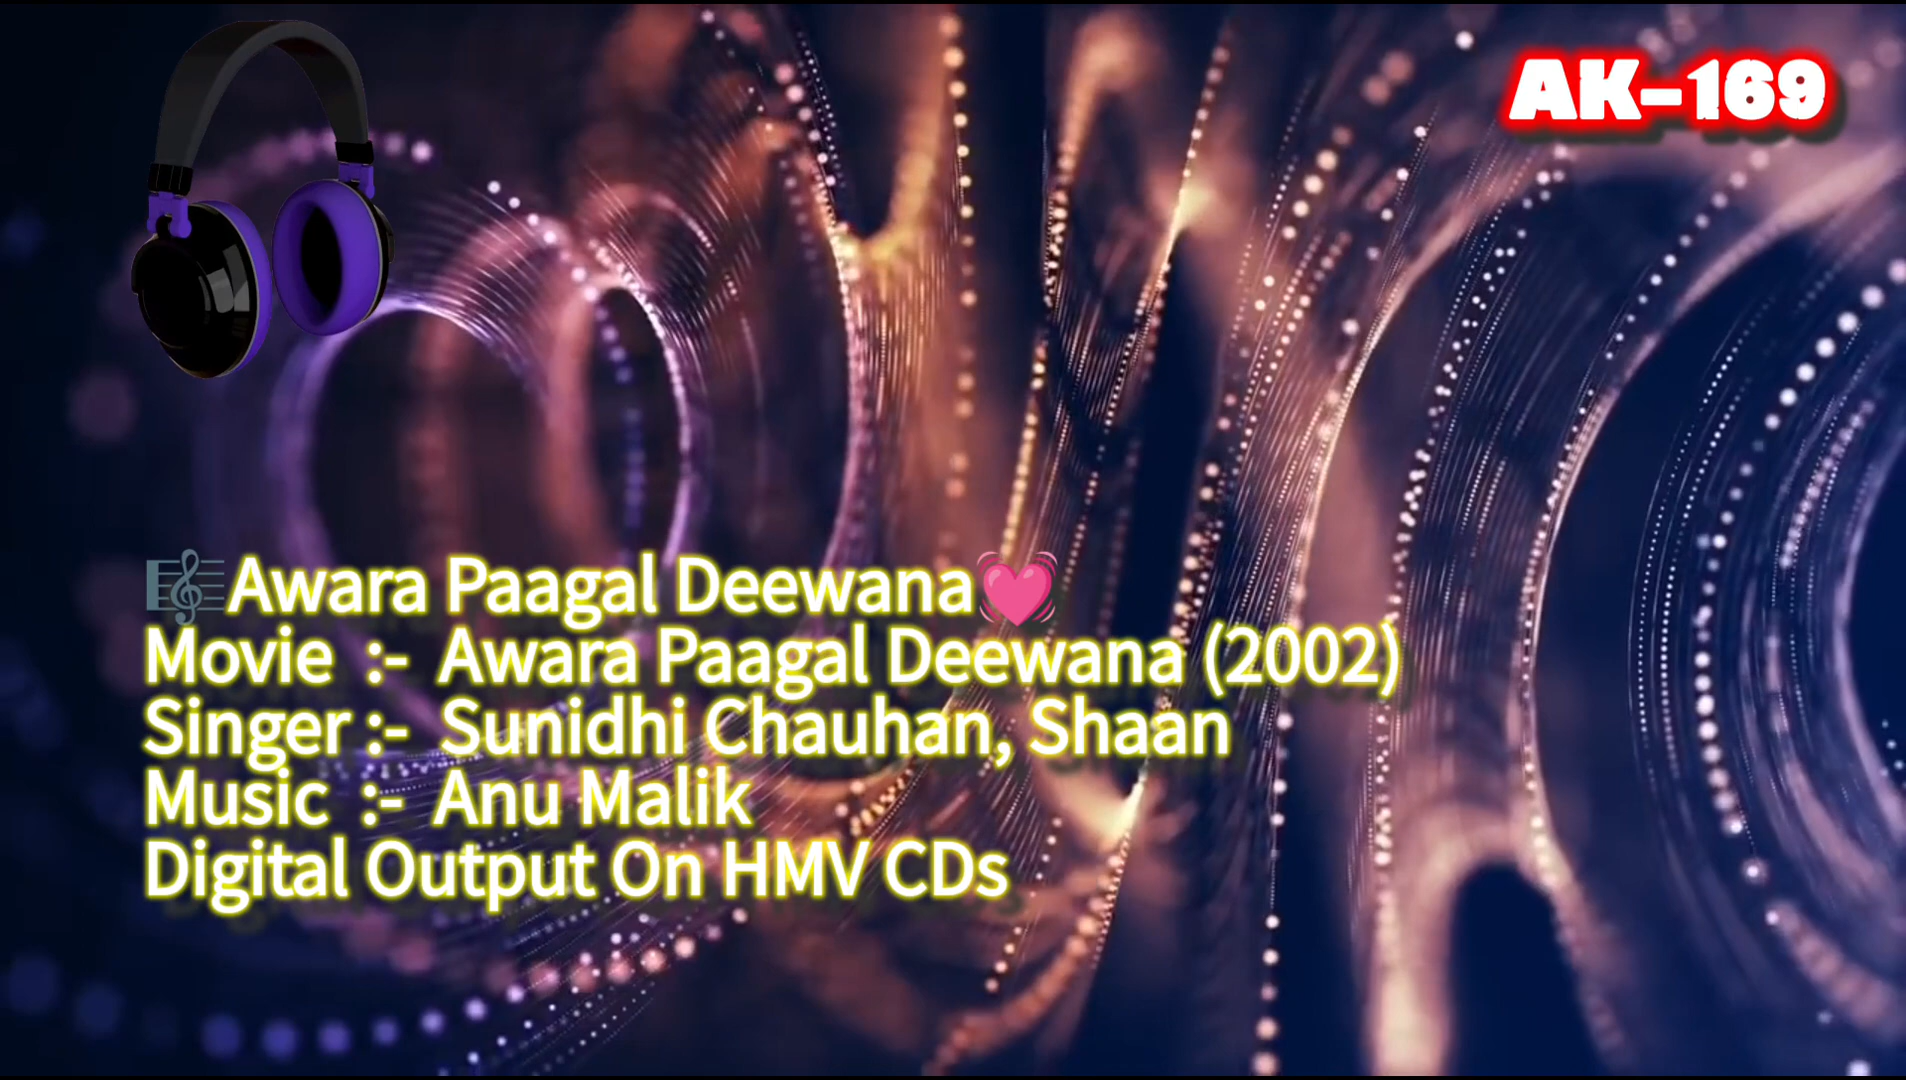 AK-169
🎼Awara Paagal Deewana💓
Movie :- Awara Paagal Deewana (2002)
Singer :- Sunidhi Chauhan, Shaan
Music :- Anu Malik
Digital Output On HMV CDs